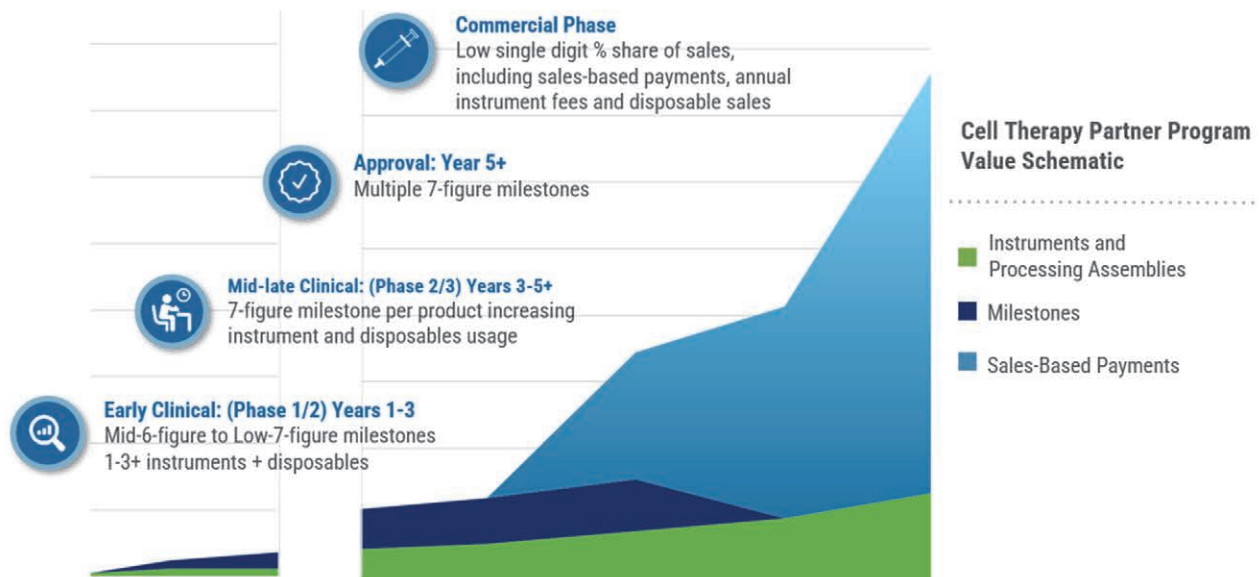 Commercial Phase
Low single digit % share of sales,
including sales-based payments, annual
instrument fees and disposable sales
Approval: Year 5+
Multiple 7-figure milestones
Mid-late Clinical: (Phase 2/3) Years 3-5+
7-figure milestone per product increasing
instrument and disposables usage
Early Clinical: (Phase 1/2) Years 1-3
Mid-6-figure to Low-7-figure milestones
1-3+ instruments + disposables
Cell Therapy Partner Program
Value Schematic
Instruments and
Processing Assemblies
Milestones
Sales-Based Payments